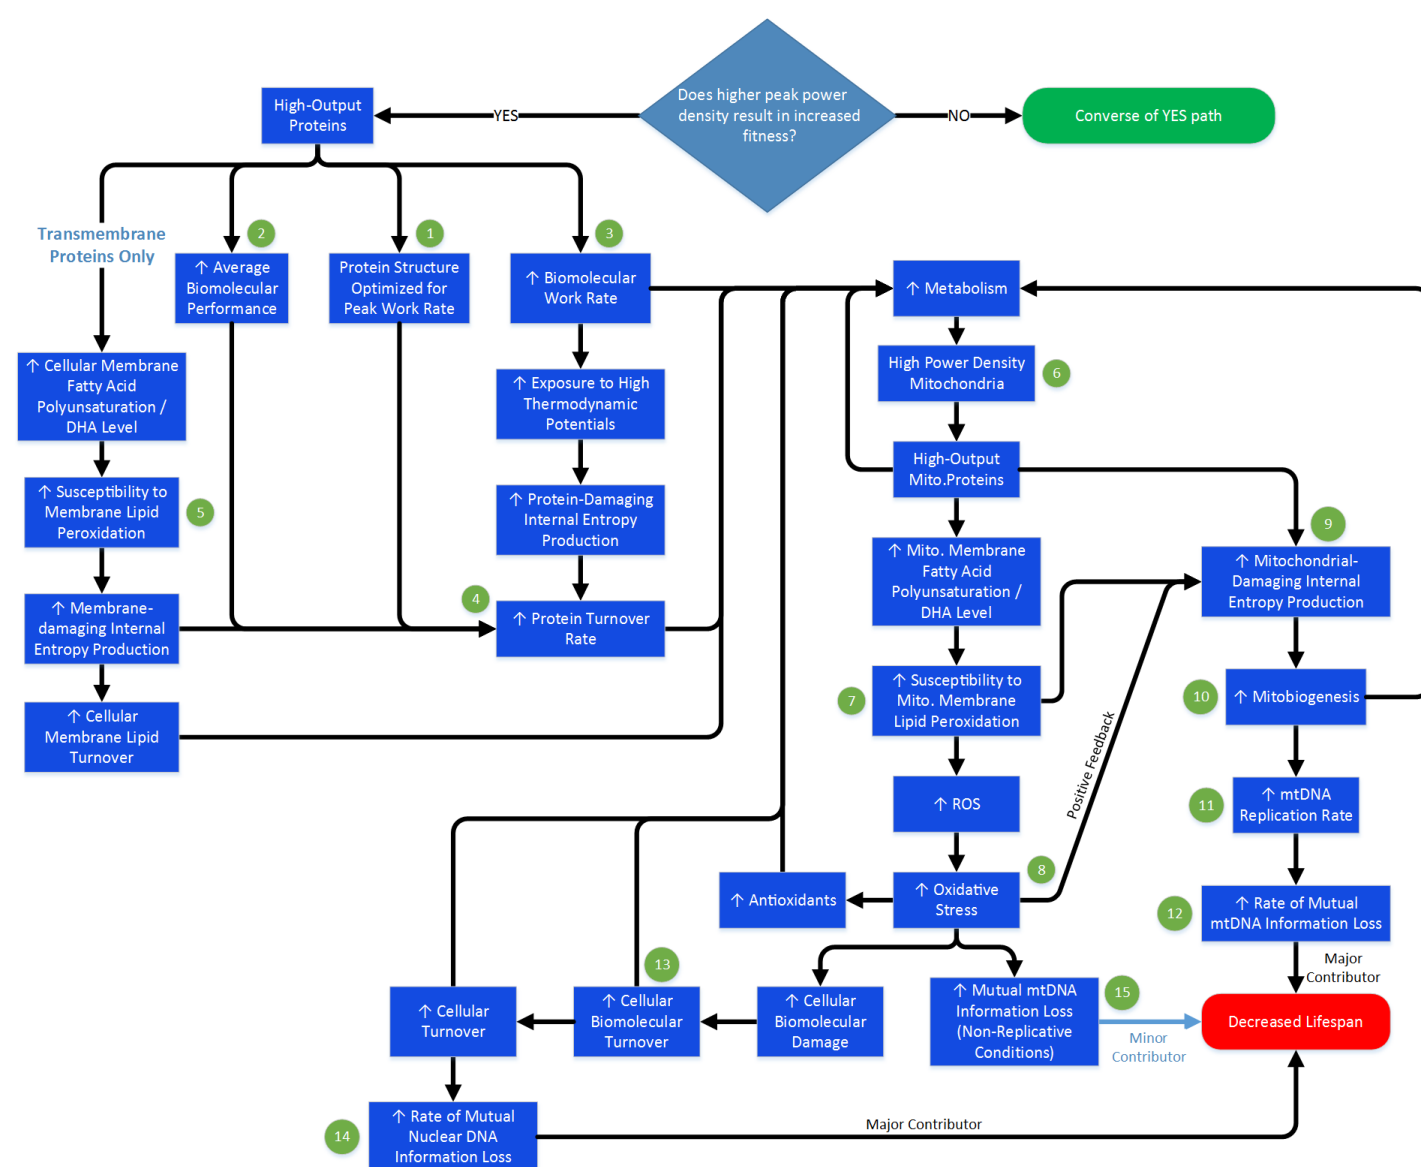 Does higher peak power
density result in increased
fitness?
YES
NO
High-Output
Proteins
Converse of YES path
Transmembrane
Proteins Only
2
↑ Average
Biomolecular
Performance
1
Protein Structure
Optimized for
Peak Work Rate
3
↑ Biomolecular
Work Rate
↑ Metabolism
↑ Cellular Membrane
Fatty Acid
Polyunsaturation /
DHA Level
↑ Exposure to High
Thermodynamic
Potentials
High Power Density
Mitochondria
6
↑ Susceptibility to
Membrane Lipid
Peroxidation
5
↑ Protein-Damaging
Internal Entropy
Production
High-Output
Mito.Proteins
9
↑ Mitochondrial-
Damaging Internal
Entropy Production
↑ Mito. Membrane
Fatty Acid
Polyunsaturation /
DHA Level
↑ Membrane-
damaging Internal
Entropy Production
4
↑ Protein Turnover
Rate
↑ Cellular
Membrane Lipid
Turnover
7
↑ Susceptibility to
Mito. Membrane
Lipid Peroxidation
10
↑ Mitobiogenesis
Positive Feedback
↑ ROS
11
↑ mtDNA
Replication Rate
↑ Antioxidants
8
↑ Oxidative
Stress
12
↑ Rate of Mutual
mtDNA Information Loss
Major
Contributor
13
↑ Cellular
Turnover
↑ Cellular
Biomolecular
Turnover
↑ Cellular
Biomolecular
Damage
↑ Mutual mtDNA
Information Loss
(Non-Replicative
Conditions)
15
Minor
Contributor
Decreased Lifespan
14
↑ Rate of Mutual
Nuclear DNA
Information Loss
Major Contributor